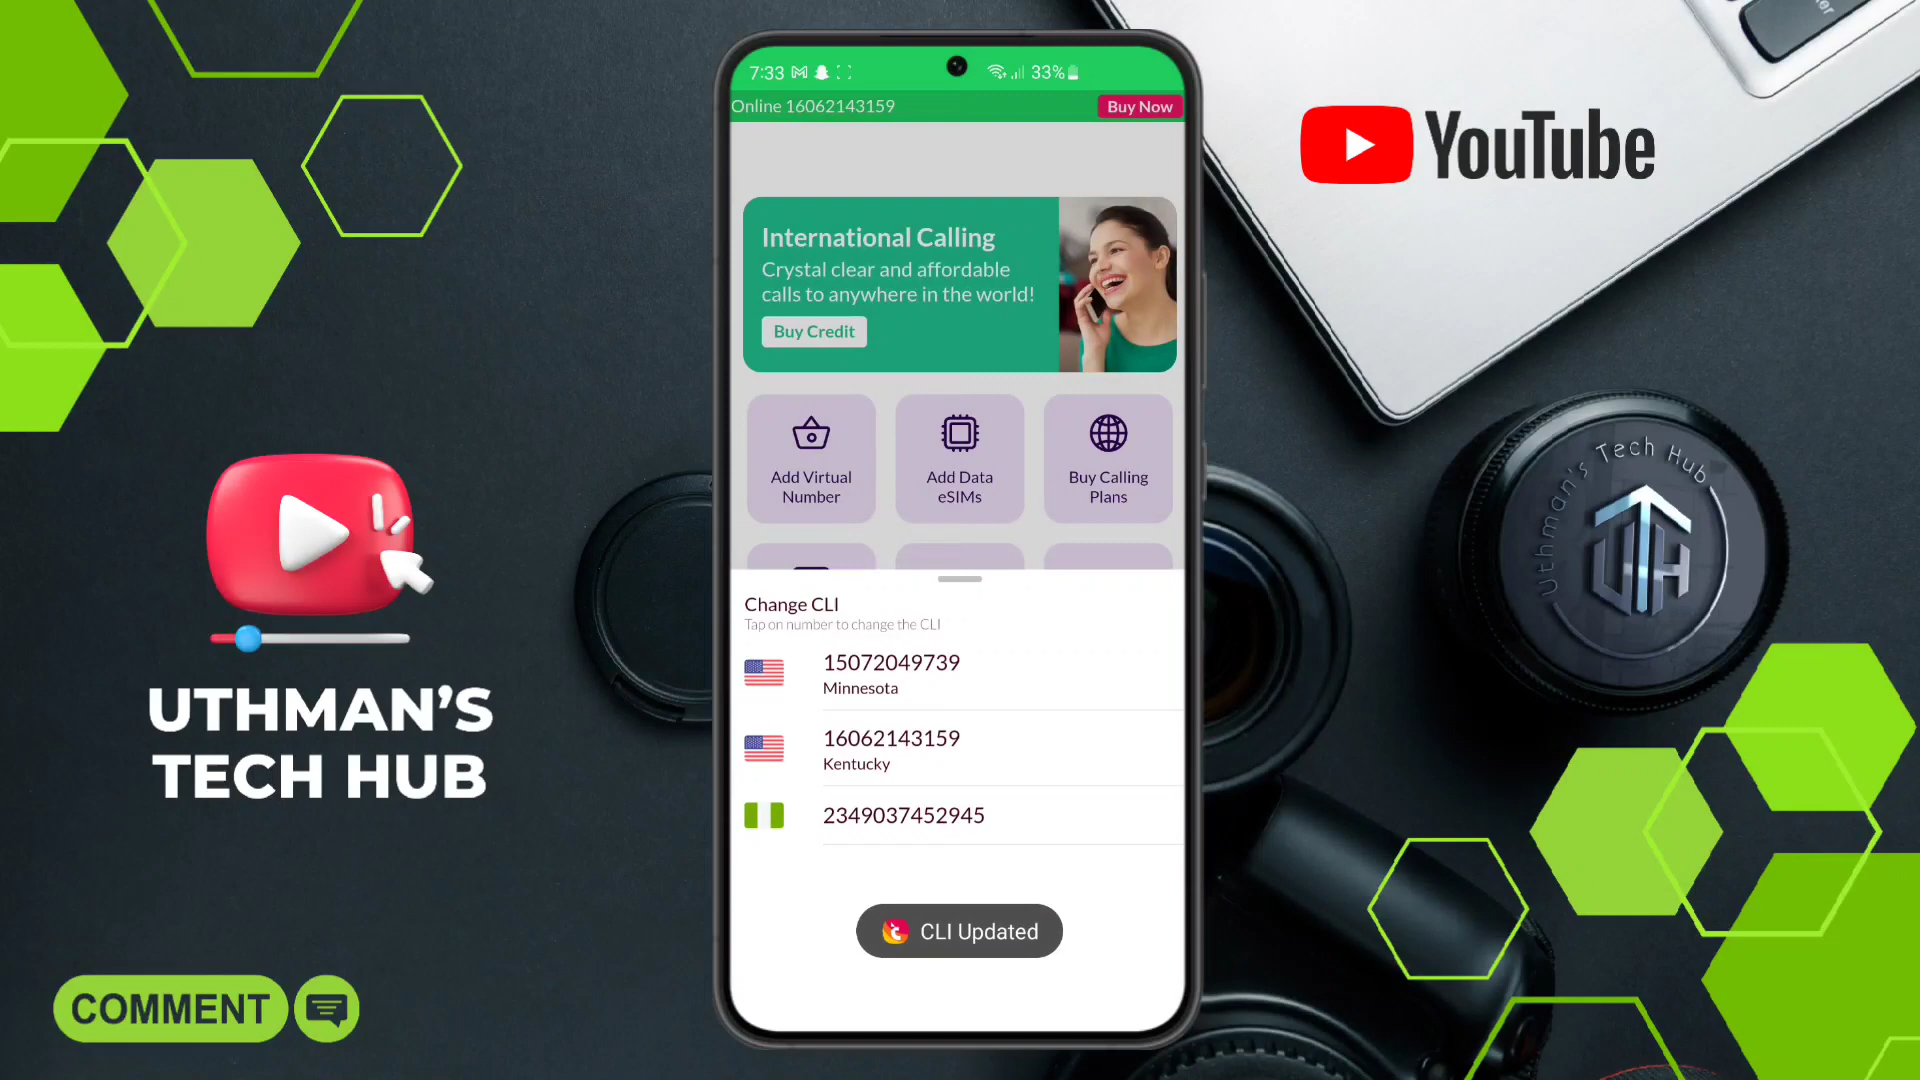 7:33
33%
Online 16062143159
Buy Now
YouTube
International Calling
Crystal clear and affordable
calls to anywhere in the world!
Buy Credit
Add Virtual
Number
Add Data
eSIMs
Buy Calling
Plans
Uthman's Tech Hub
UTH
UTHMAN'S
TECH HUB
Change CLI
Tap on number to change the CLI
15072049739
Minnesota
16062143159
Kentucky
2349037452945
CLI Updated
COMMENT